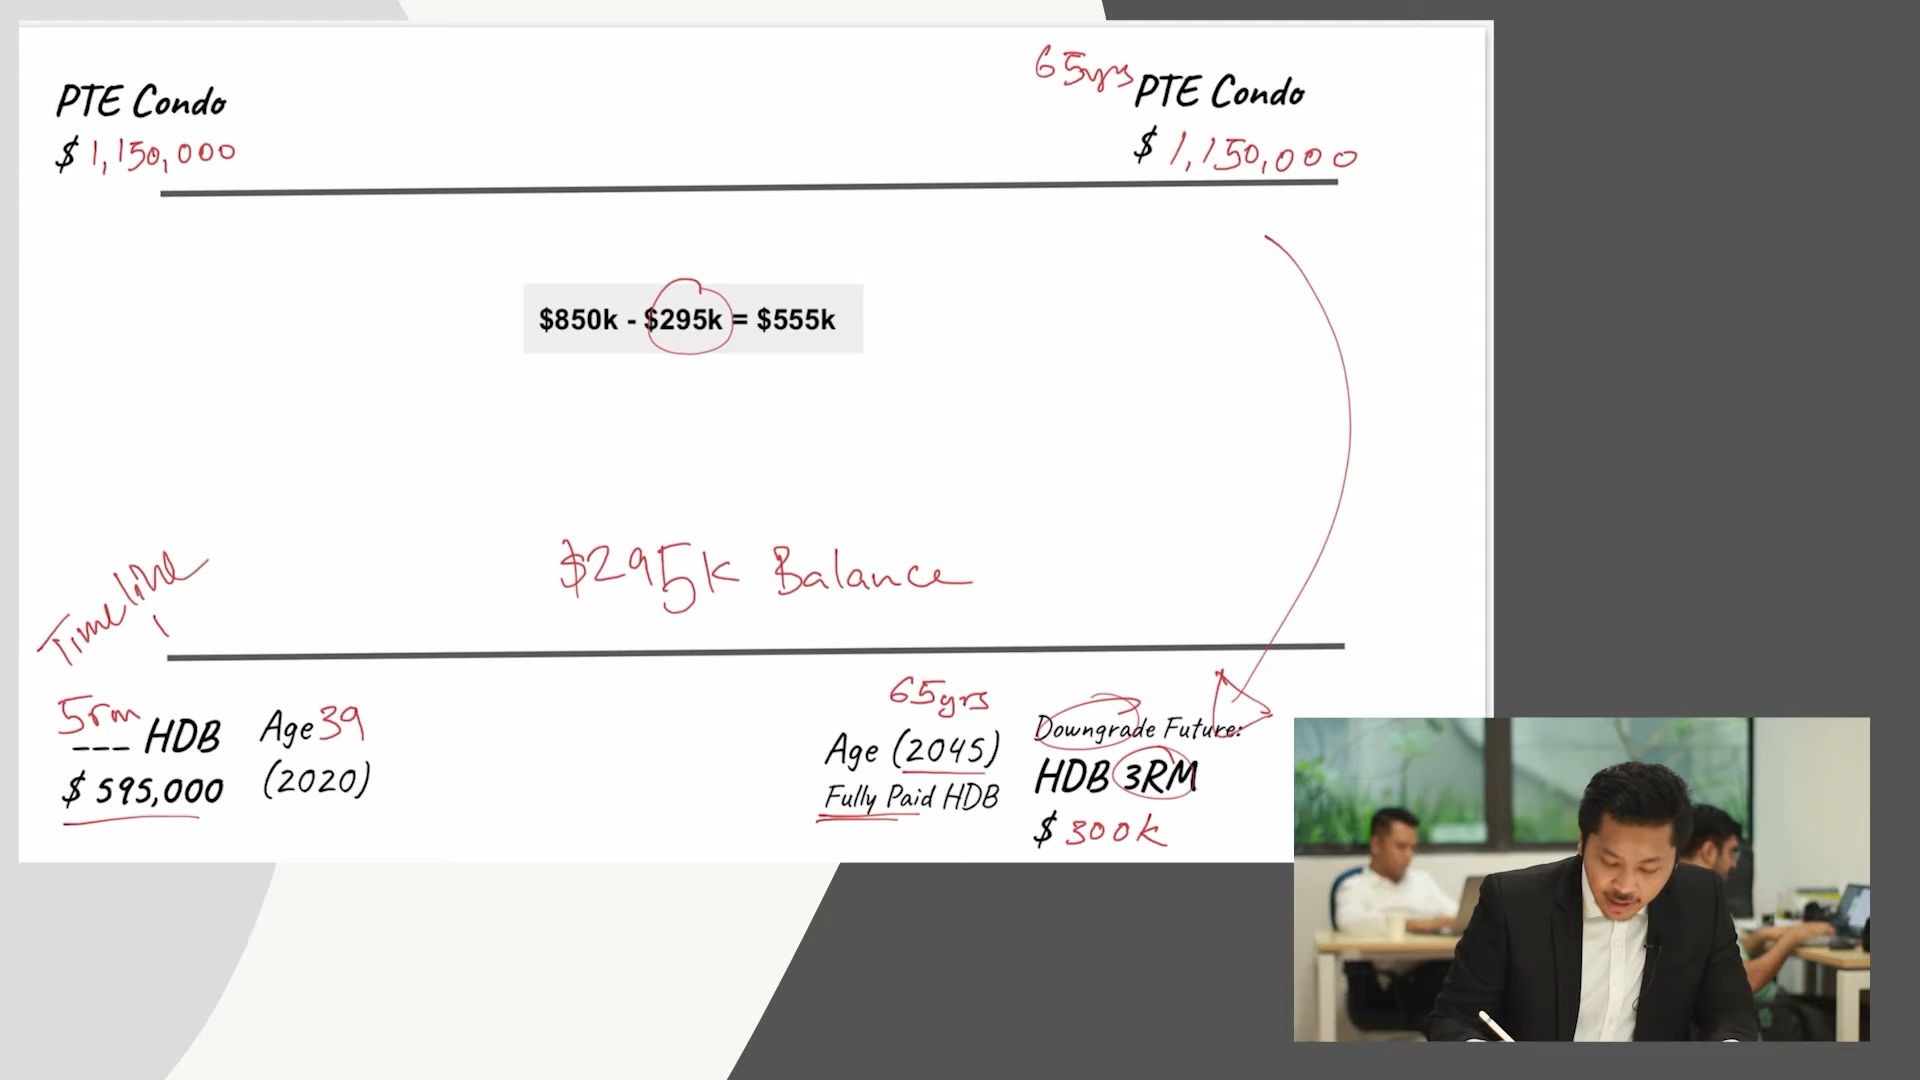 PTE Condo
$ 1,150,000
65yrs
PTE Condo
$ 1,150,000
$850k - $295k = $555k
$295k Balance
Timeline
5rm
--- HDB
$ 595,000
Age 39
(2020)
65yrs
Age (2045)
Fully Paid HDB
Downgrade Future:
HDB 3RM
$ 300k